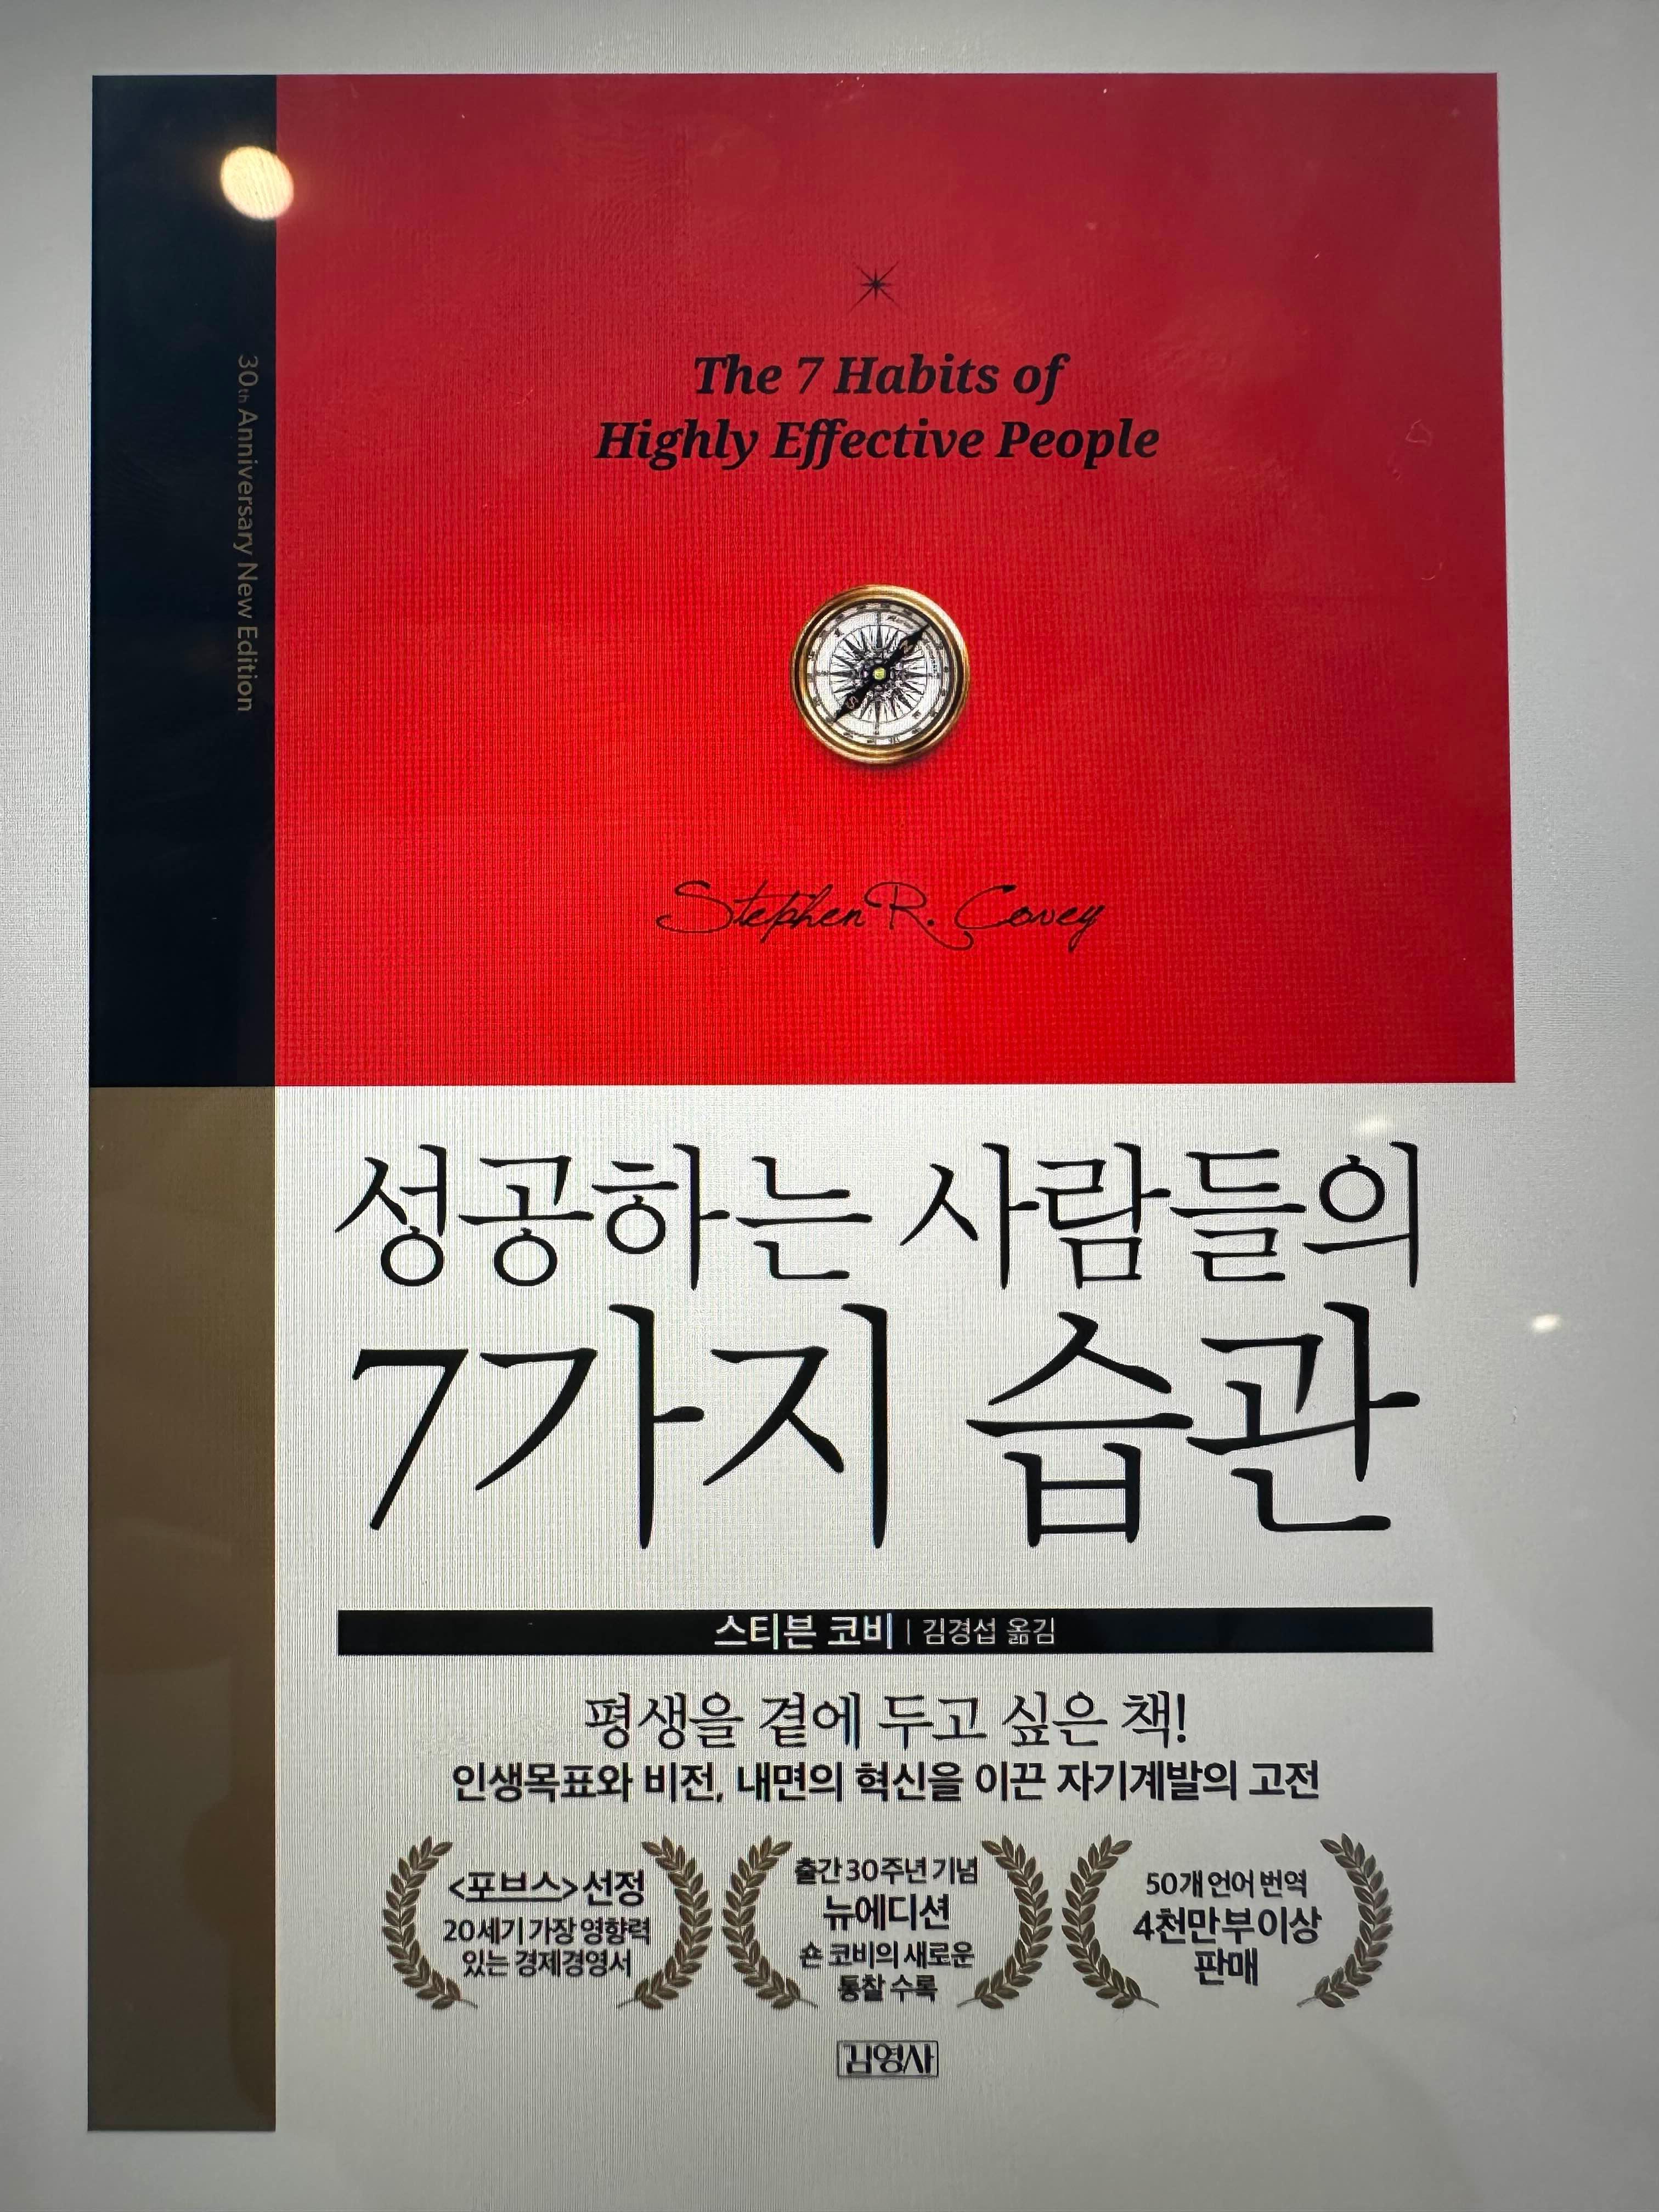 30th Anniversary New Edition
The 7 Habits of
Highly Effective People
Stephen R. Covey
성공하는 사람들의
7가지 습관
스티븐 코비 | 김경섭 옮김
평생을 곁에 두고 싶은 책!
인생목표와 비전, 내면의 혁신을 이끈 자기계발의 고전
<포브스> 선정
20세기 가장 영향력
있는 경제경영서
출간 30주년 기념
뉴에디션
숀 코비의 새로운
통찰 수록
50개 언어 번역
4천만 부 이상
판매
김영사